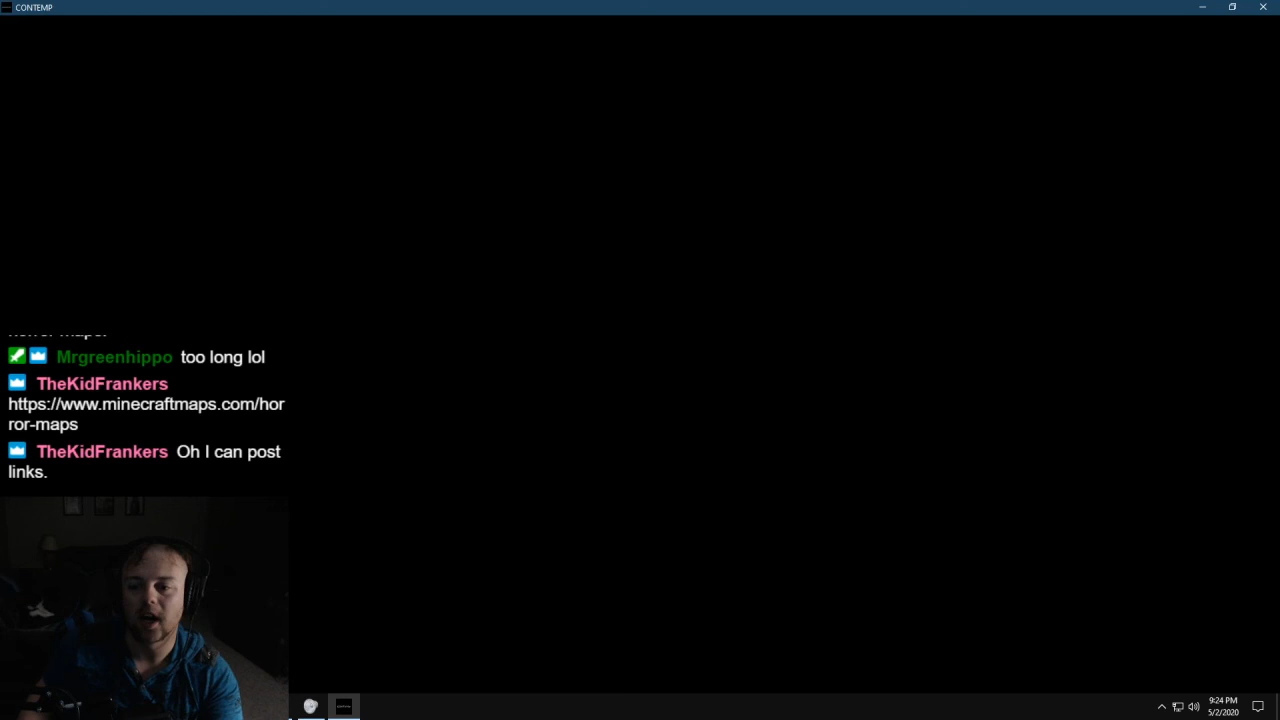 CONTEMP
Mrgreenhippo too long lol
TheKidFrankers
https://www.minecraftmaps.com/hor
ror-maps
TheKidFrankers Oh I can post
links.
9:24 PM
5/2/2020